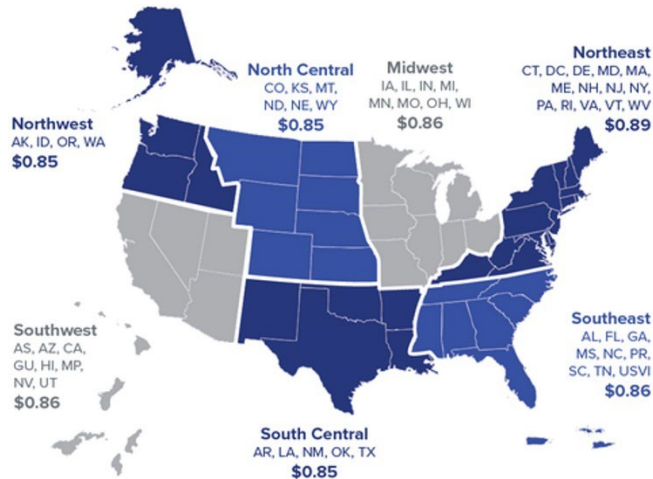 North Central
CO, KS, MT,
ND, NE, WY
$0.85
Midwest
IA, IL, IN, MI,
MN, MO, OH, WI
$0.86
Northeast
CT, DC, DE, MD, MA,
ME, NH, NJ, NY,
PA, RI, VA, VT, WV
$0.89
Northwest
AK, ID, OR, WA
$0.85
Southwest
AS, AZ, CA,
GU, HI, MP,
NV, UT
$0.86
Southeast
AL, FL, GA,
MS, NC, PR,
SC, TN, USVI
$0.86
South Central
AR, LA, NM, OK, TX
$0.85